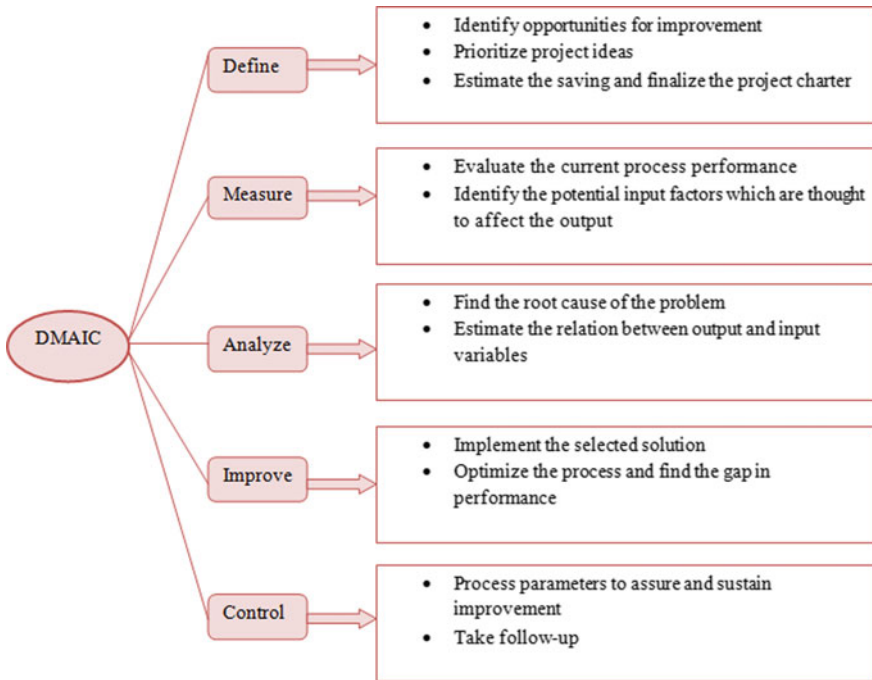 DMAIC
Define
• Identify opportunities for improvement
• Prioritize project ideas
• Estimate the saving and finalize the project charter
Measure
• Evaluate the current process performance
• Identify the potential input factors which are thought
to affect the output
Analyze
• Find the root cause of the problem
• Estimate the relation between output and input
variables
Improve
• Implement the selected solution
• Optimize the process and find the gap in
performance
Control
• Process parameters to assure and sustain
improvement
• Take follow-up